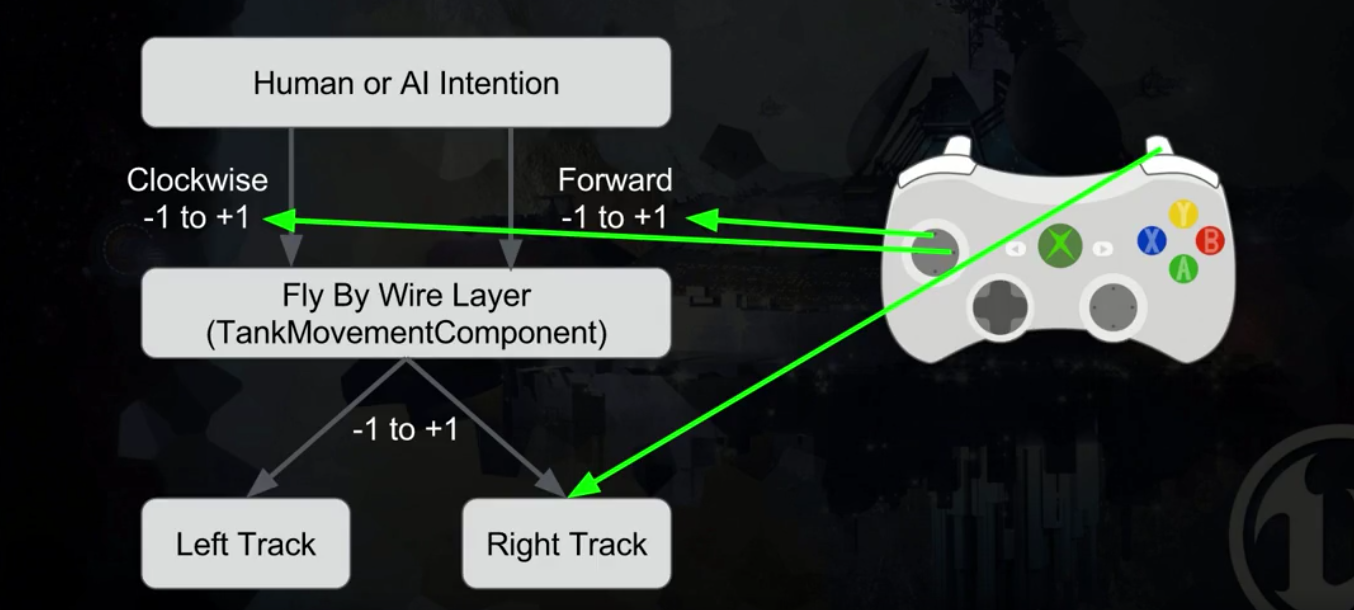 Human or AI Intention
Clockwise
-1 to +1
Forward
-1 to +1
Fly By Wire Layer
(TankMovementComponent)
-1 to +1
Left Track
Right Track
Y
X
B
A